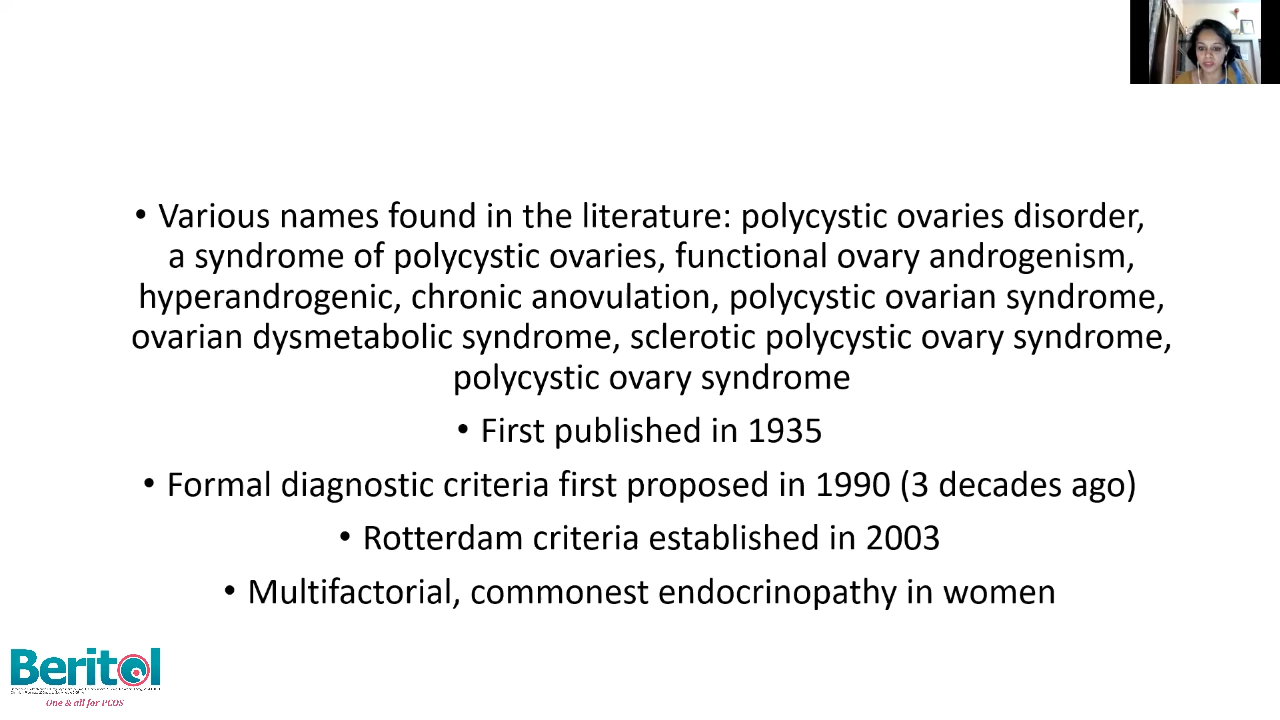 • Various names found in the literature: polycystic ovaries disorder,
a syndrome of polycystic ovaries, functional ovary androgenism,
hyperandrogenic, chronic anovulation, polycystic ovarian syndrome,
ovarian dysmetabolic syndrome, sclerotic polycystic ovary syndrome,
polycystic ovary syndrome
• First published in 1935
• Formal diagnostic criteria first proposed in 1990 (3 decades ago)
• Rotterdam criteria established in 2003
• Multifactorial, commonest endocrinopathy in women
Beritol
One & all for PCOS